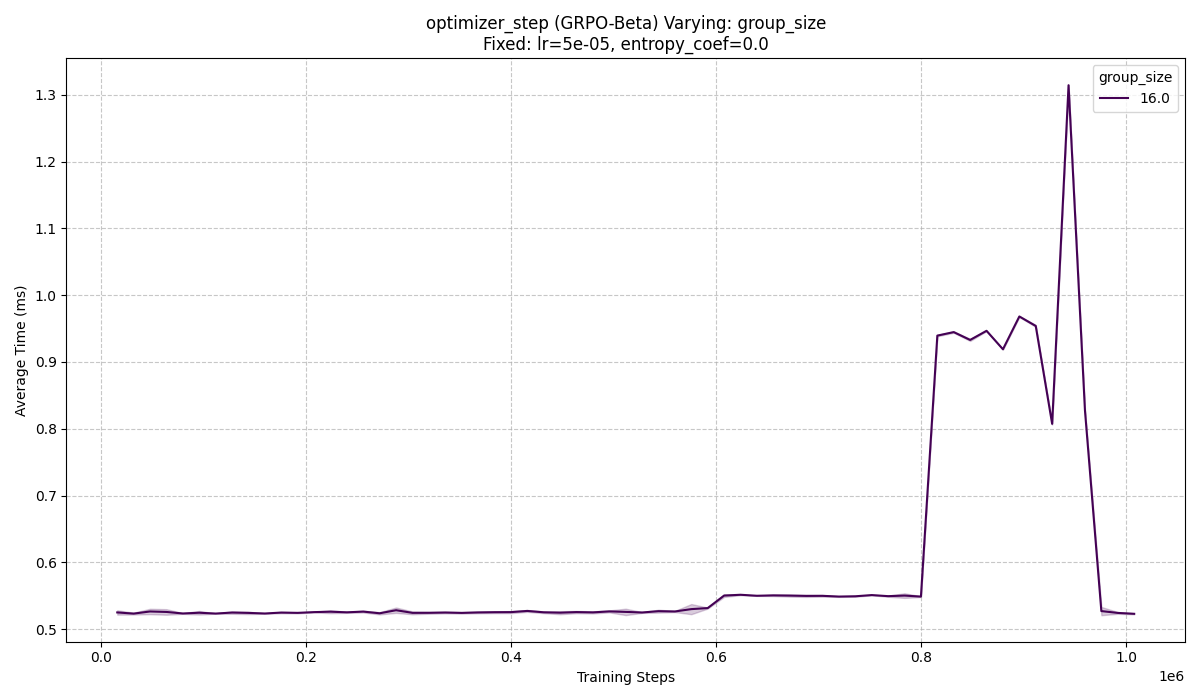 optimizer_step (GRPO-Beta) Varying: group_size
Fixed: lr=5e-05, entropy_coef=0.0
group_size
16.0
Average Time (ms)
1.3
1.2
1.1
1.0
0.9
0.8
0.7
0.6
0.5
0.0
0.2
0.4
0.6
0.8
1.0
1e6
Training Steps